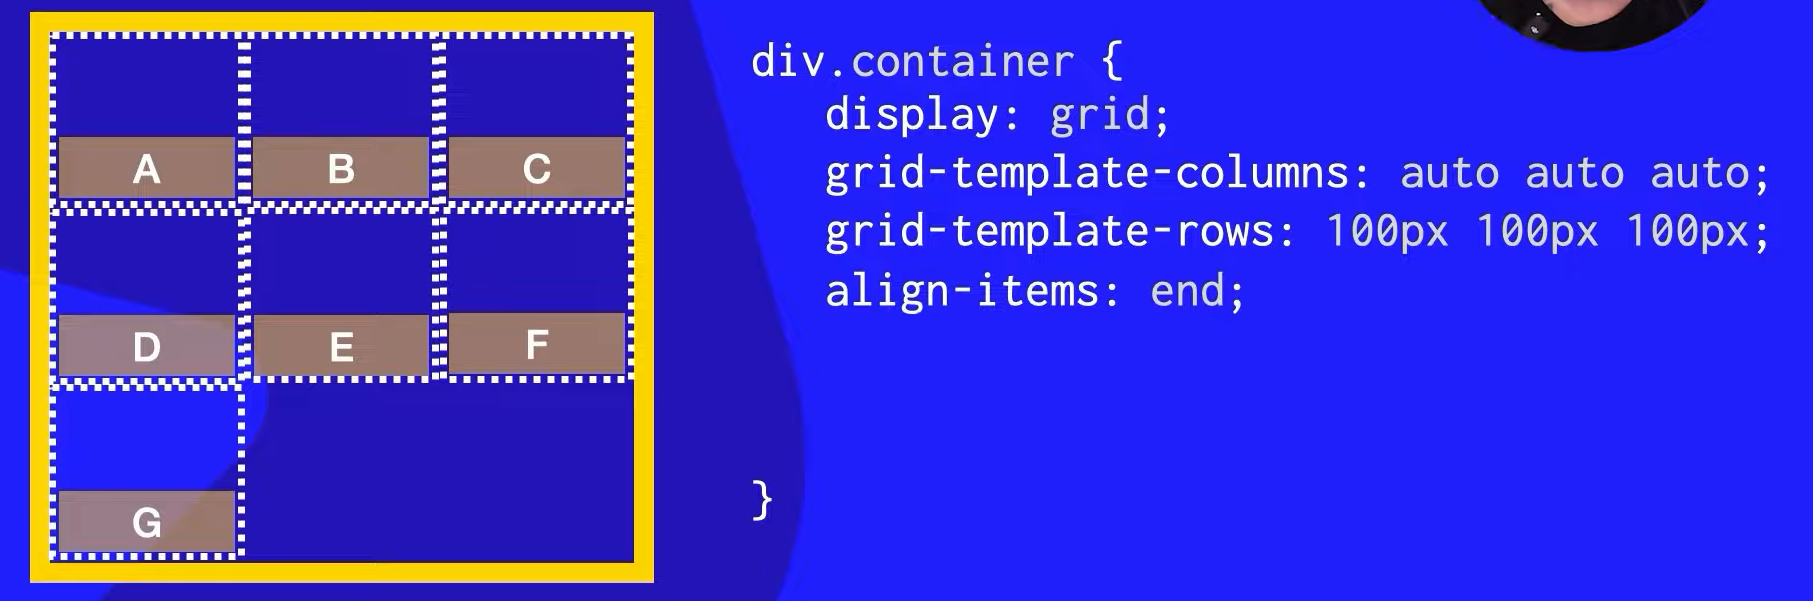 A B C
D E F
G
div.container {
display: grid;
grid-template-columns: auto auto auto;
grid-template-rows: 100px 100px 100px;
align-items: end;
}